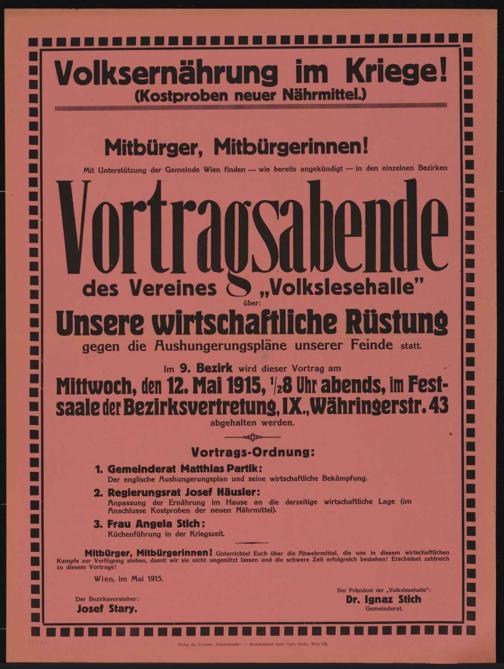 Volksernährung im Kriege!
(Kostproben neuer Nährmittel.)
Mitbürger, Mitbürgerinnen!
Mit Unterstützung der Gemeinde Wien finden — wie bereits angekündigt — in den einzelnen Bezirken
Vortragsabende
des Vereines „Volkslesehalle”
über:
Unsere wirtschaftliche Rüstung
gegen die Aushungerungspläne unserer Feinde statt.
Im 9. Bezirk wird dieser Vortrag am
Mittwoch, den 12. Mai 1915, ½8 Uhr abends, im Fest-
saale der Bezirksvertretung, IX., Währingerstr. 43
abgehalten werden.
Vortrags-Ordnung:
1. Gemeinderat Matthias Partik:
Der englische Aushungerungsplan und seine wirtschaftliche Bekämpfung.
2. Regierungsrat Josef Häusler:
Anpassung der Ernährung im Hause an die derzeitige wirtschaftliche Lage (im
Anschlusse Kostproben der neuen Nährmittel).
3. Frau Angela Stich:
Küchenführung in der Kriegszeit.
Mitbürger, Mitbürgerinnen! Unterrichtet Euch über die Abwehrmittel, die uns in diesem wirtschaftlichen
Kampfe zur Verfügung stehen, damit wir sie nicht ungenützt lassen und die schwere Zeit erfolgreich bestehen! Erscheinet zahlreich
zu diesem Vortrage!
Wien, im Mai 1915.
Der Bezirksvorsteher:
Josef Stary.
Der Präsident der „Volkslesehalle”:
Dr. Ignaz Stich
Gemeinderat.
Verlag des Vereines „Volkslesehalle”. —